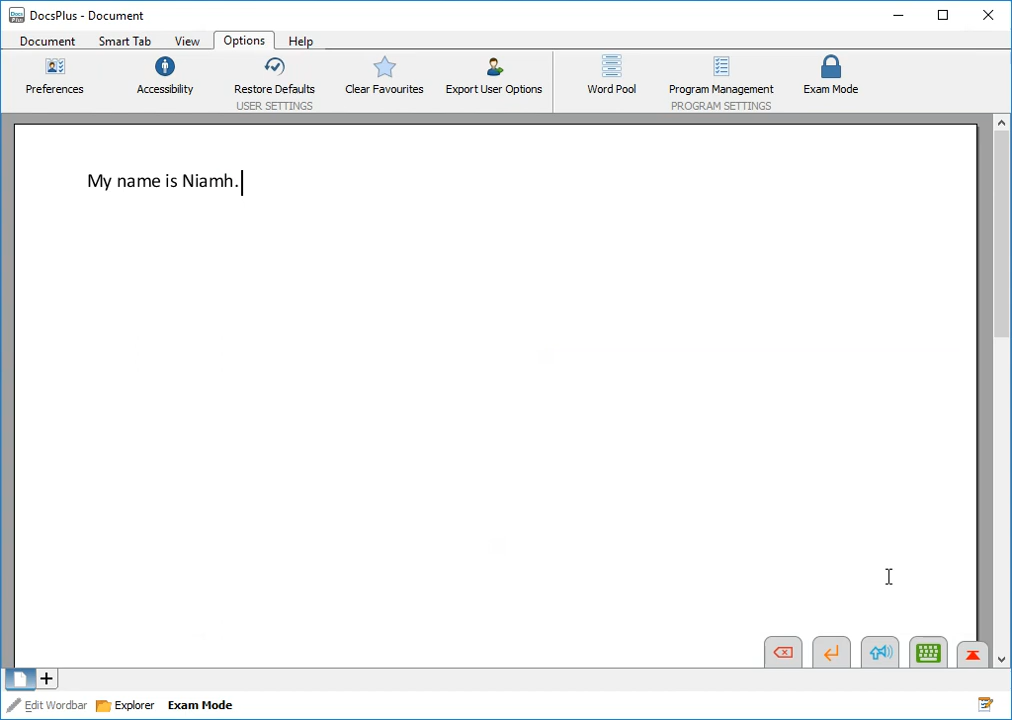 DocsPlus - Document
Document Smart Tab View Options Help
Preferences Accessibility Restore Defaults Clear Favourites Export User Options Word Pool Program Management Exam Mode
USER SETTINGS PROGRAM SETTINGS
My name is Niamh.
Edit Wordbar Explorer Exam Mode